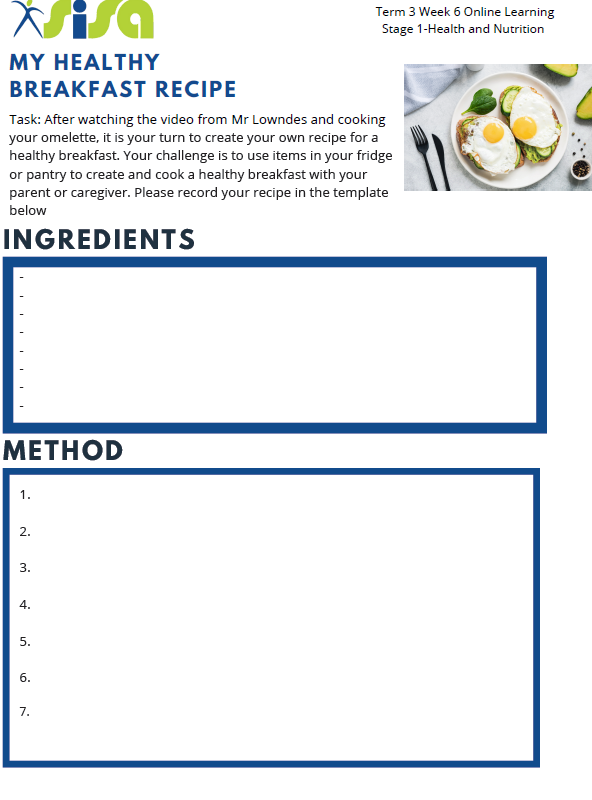 sisa
Term 3 Week 6 Online Learning
Stage 1-Health and Nutrition
MY HEALTHY
BREAKFAST RECIPE
Task: After watching the video from Mr Lowndes and cooking
your omelette, it is your turn to create your own recipe for a
healthy breakfast. Your challenge is to use items in your fridge
or pantry to create and cook a healthy breakfast with your
parent or caregiver. Please record your recipe in the template
below
INGREDIENTS
-
-
-
-
-
-
-
-
METHOD
1.
2.
3.
4.
5.
6.
7.